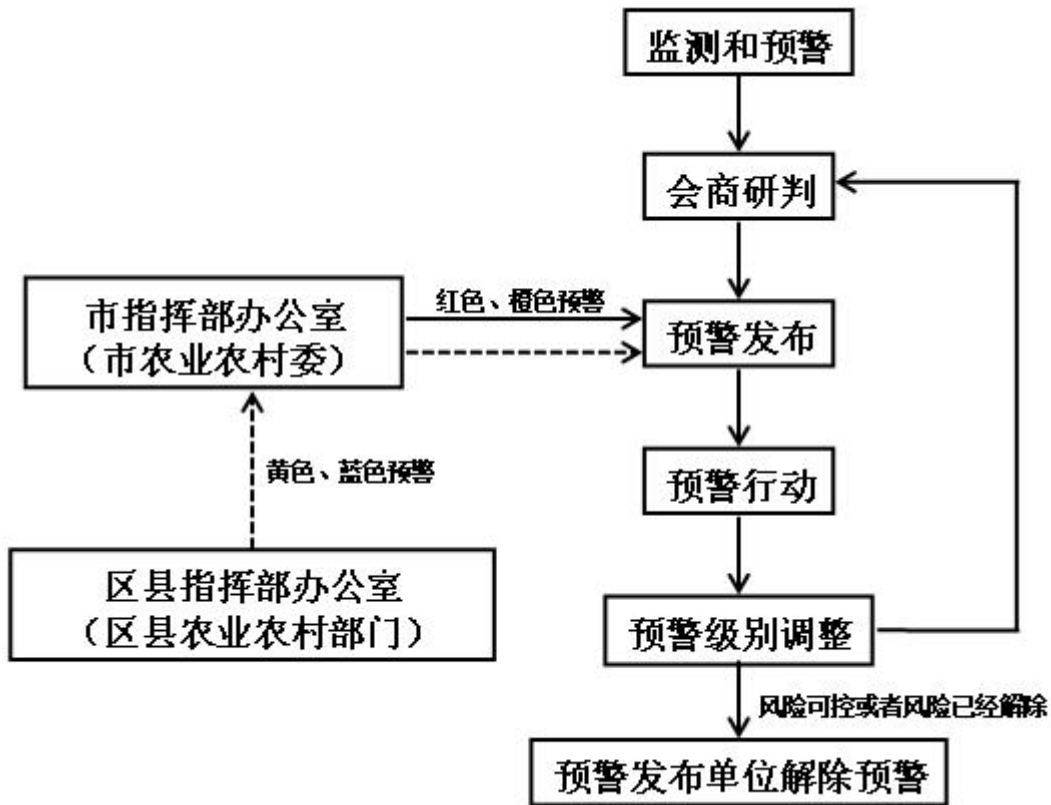 监测和预警
会商研判
市指挥部办公室
（市农业农村委）
红色、橙色预警
预警发布
黄色、蓝色预警
预警行动
区县指挥部办公室
（区县农业农村部门）
预警级别调整
风险可控或者风险已经解除
预警发布单位解除预警